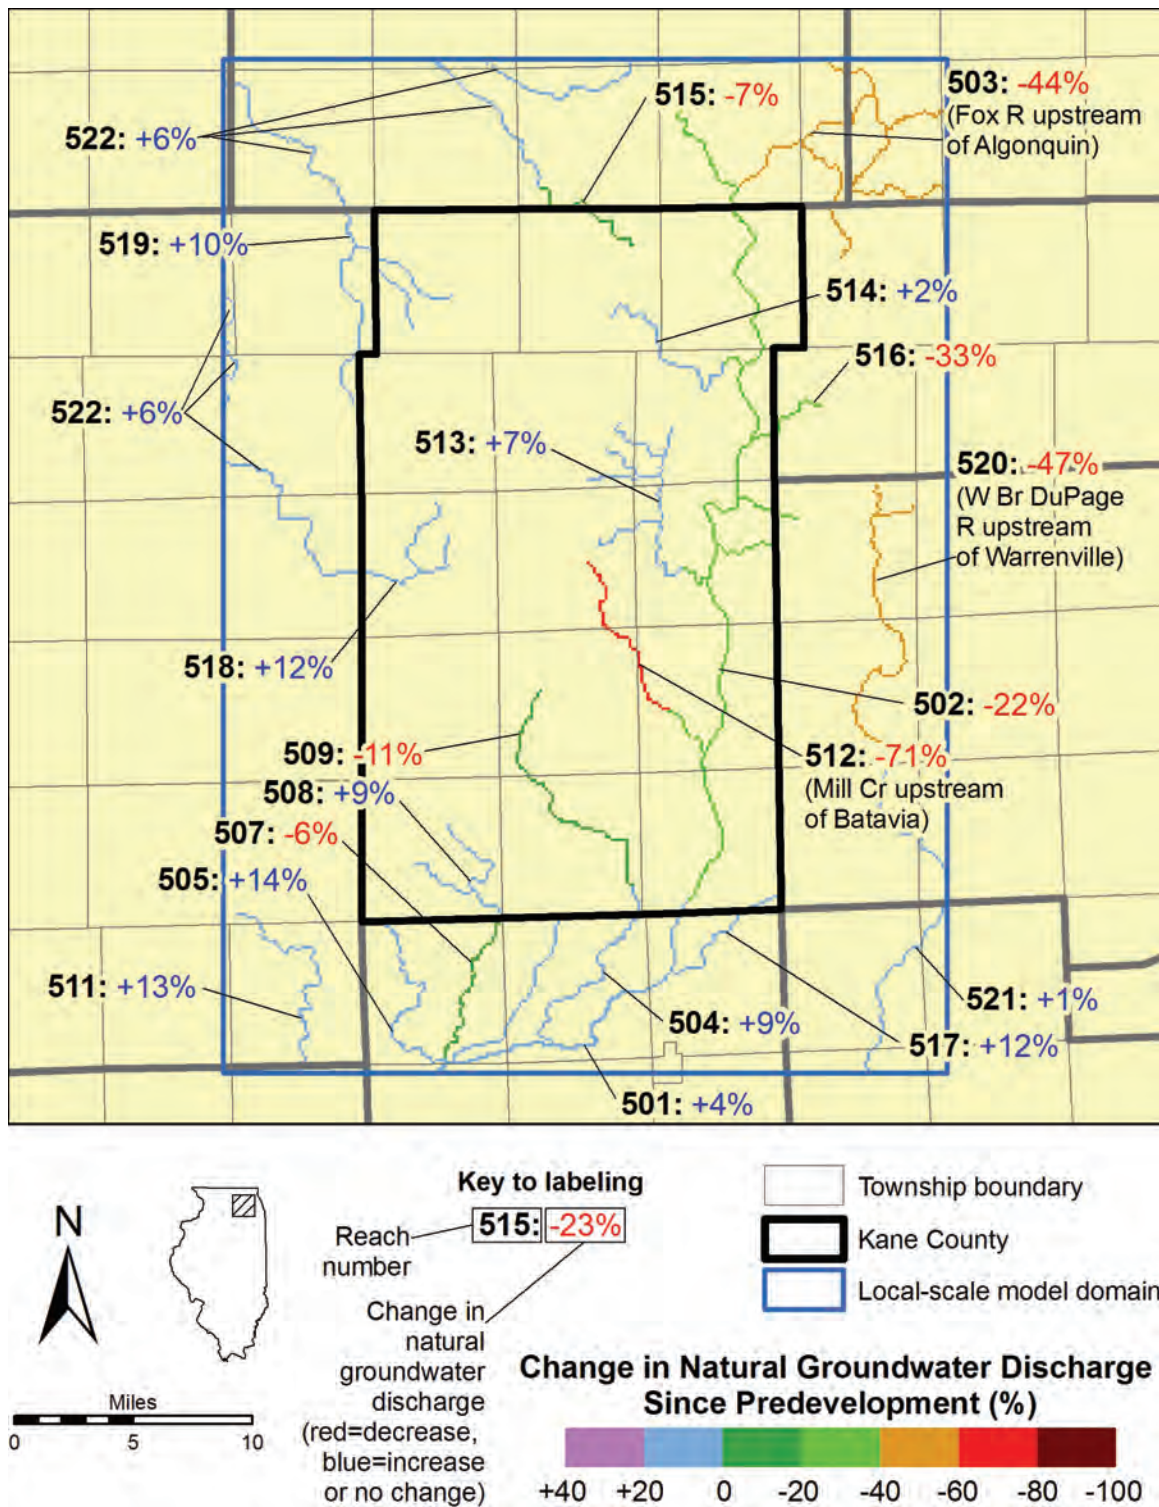 515: -7%
503: -44%
(Fox R upstream
of Algonquin)
522: +6%
519: +10%
514: +2%
516: -33%
522: +6%
513: +7%
520: -47%
(W Br DuPage
R upstream
of Warrenville)
518: +12%
502: -22%
509: -11%
512: -71%
(Mill Cr upstream
of Batavia)
508: +9%
507: -6%
505: +14%
511: +13%
521: +1%
504: +9%
517: +12%
501: +4%
N
Miles
0 5 10
Key to labeling
Reach
number
515: -23%
Change in
natural
groundwater
discharge
(red=decrease,
blue=increase
or no change)
Township boundary
Kane County
Local-scale model domain
Change in Natural Groundwater Discharge
Since Predevelopment (%)
+40 +20 0 -20 -40 -60 -80 -100